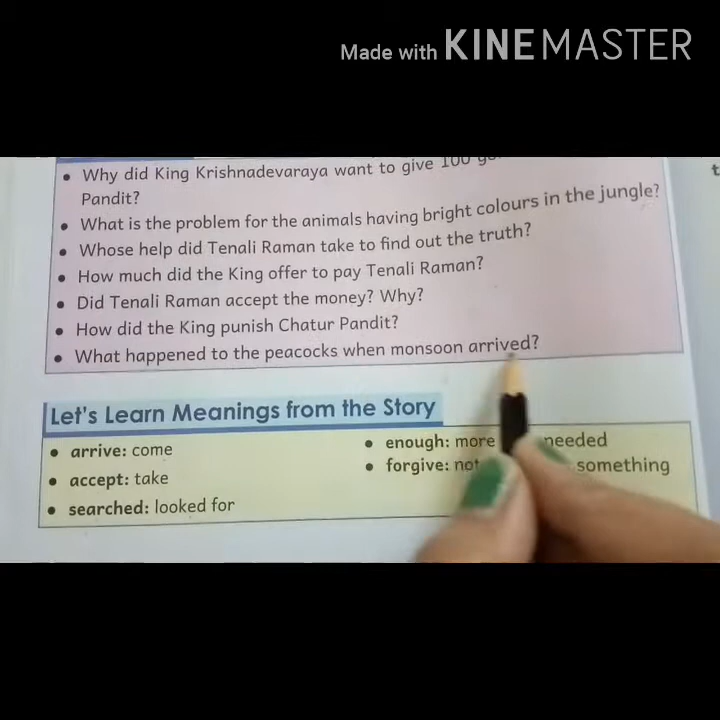 Made with KINEMASTER
• Why did King Krishnadevaraya want to give 100
Pandit?
• What is the problem for the animals having bright colours in the jungle?
• Whose help did Tenali Raman take to find out the truth?
• How much did the King offer to pay Tenali Raman?
• Did Tenali Raman accept the money? Why?
• How did the King punish Chatur Pandit?
• What happened to the peacocks when monsoon arrived?
Let's Learn Meanings from the Story
• arrive: come
• accept: take
• searched: looked for
• enough: more needed
• forgive: something